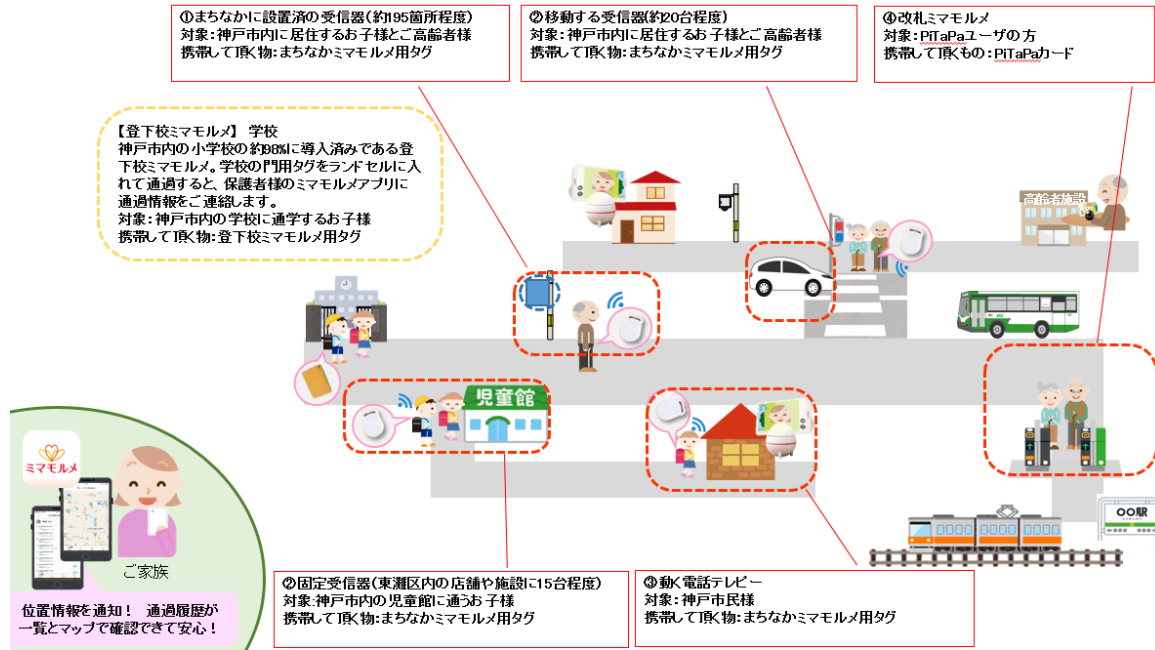 ①まちなかに設置済の受信器(約195箇所程度)
対象:神戸市内に居住するお子様とご高齢者様
携帯して頂く物:まちなかミマモルメ用タグ
②移動する受信器(約20台程度)
対象:神戸市内に居住するお子様とご高齢者様
携帯して頂く物:まちなかミマモルメ用タグ
④改札ミマモルメ
対象:PiTaPaユーザの方
携帯して頂くもの:PiTaPaカード
【登下校ミマモルメ】 学校
神戸市内の小学校の約98%に導入済みである登
下校ミマモルメ。学校の門用タグをランドセルに入
れて通過すると、保護者様のミマモルメアプリに
通過情報をご連絡します。
対象:神戸市内の学校に通学するお子様
携帯して頂く物:登下校ミマモルメ用タグ
高齢者施設
児童館
ミマモルメ
ご家族
位置情報を通知! 通過履歴が
一覧とマップで確認できて安心!
〇〇駅
②固定受信器(東灘区内の店舗や施設に15台程度)
対象:神戸市内の児童館に通うお子様
携帯して頂く物:まちなかミマモルメ用タグ
③動く電話テレビー
対象:神戸市民様
携帯して頂く物:まちなかミマモルメ用タグ